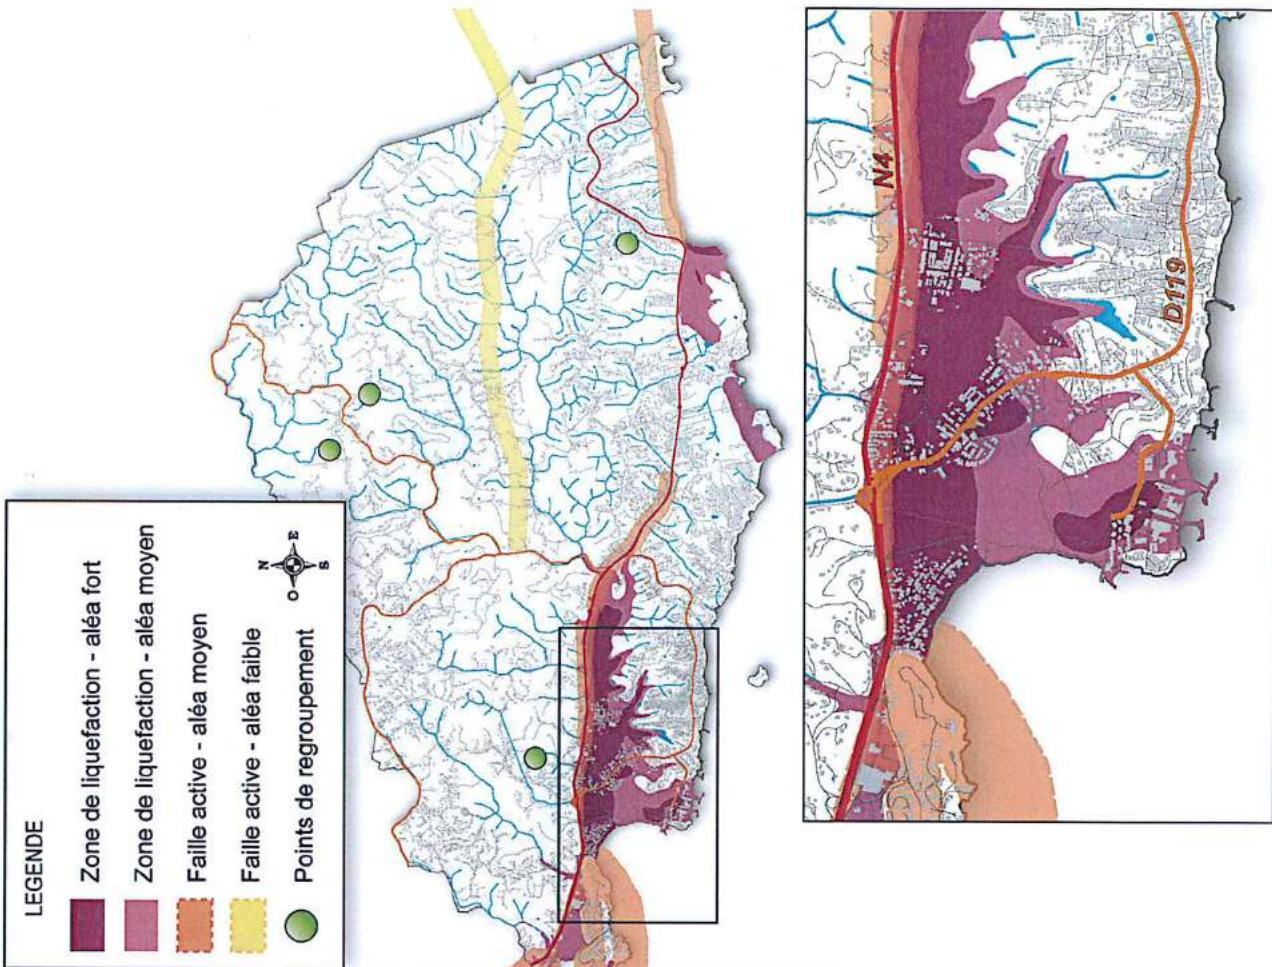 LEGENDE
Zone de liquefaction - aléa fort
Zone de liquefaction - aléa moyen
Faille active - aléa moyen
Faille active - aléa faible
Points de regroupement
N
O E
S
N4
D119